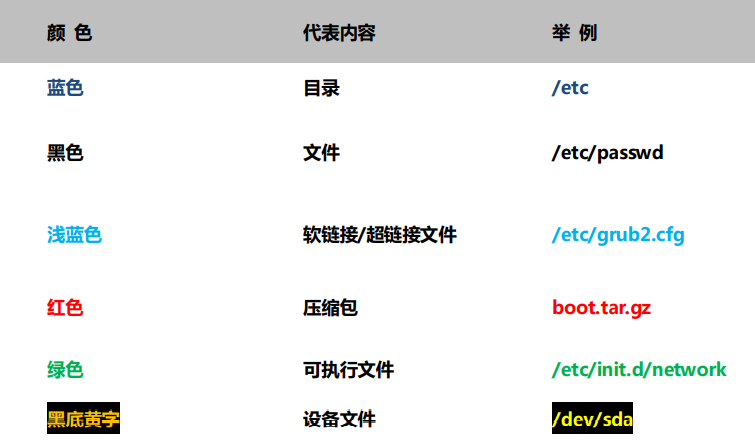 颜 色 代表内容 举 例
蓝色 目录 /etc
黑色 文件 /etc/passwd
浅蓝色 软链接/超链接文件 /etc/grub2.cfg
红色 压缩包 boot.tar.gz
绿色 可执行文件 /etc/init.d/network
黑底黄字 设备文件 /dev/sda